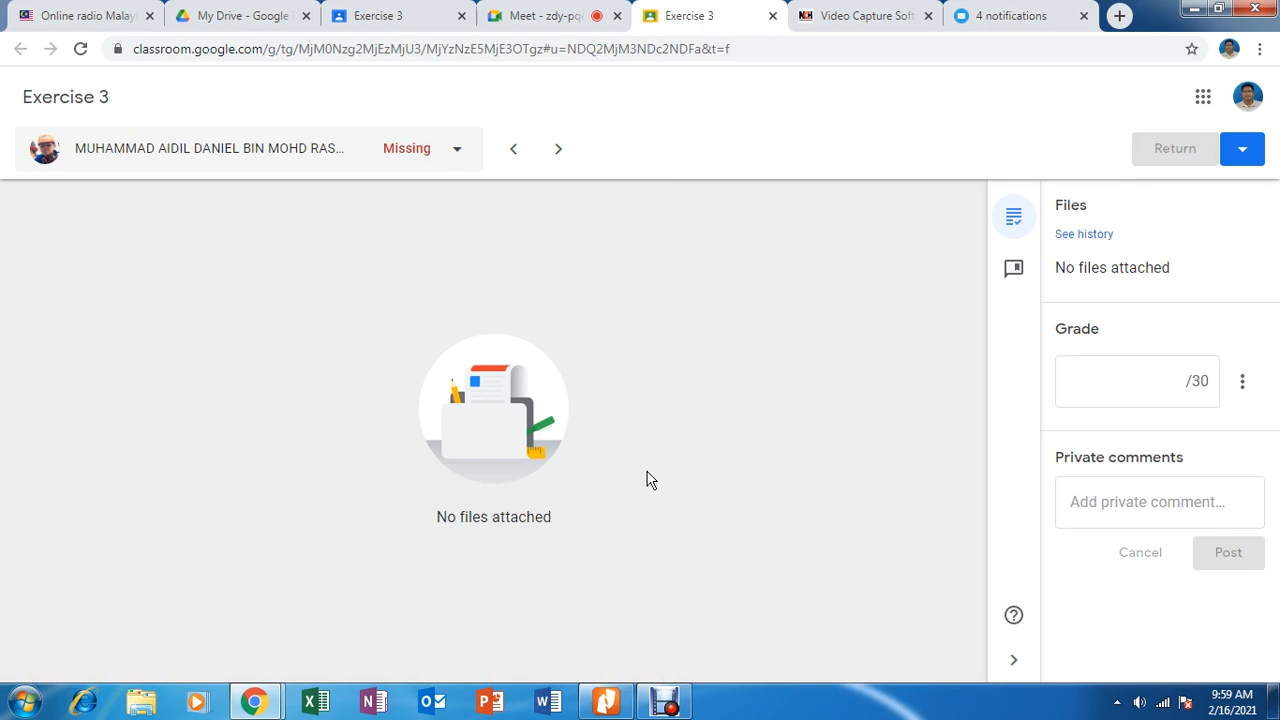 Online radio Malay
My Drive - Google
Exercise 3
Meet - zdy-pqe
Exercise 3
NCH
Video Capture Soft
4 notifications
classroom.google.com/g/tg/MjM0Nzg2MjEzMjU3/MjYzNzE5MjE3OTgz#u=NDQ2MjM3NDc2NDFa&t=f
Exercise 3
MUHAMMAD AIDIL DANIEL BIN MOHD RAS... Missing
Return
Files
See history
No files attached
Grade
/30
Private comments
Add private comment...
Cancel Post
No files attached
9:59 AM
2/16/2021